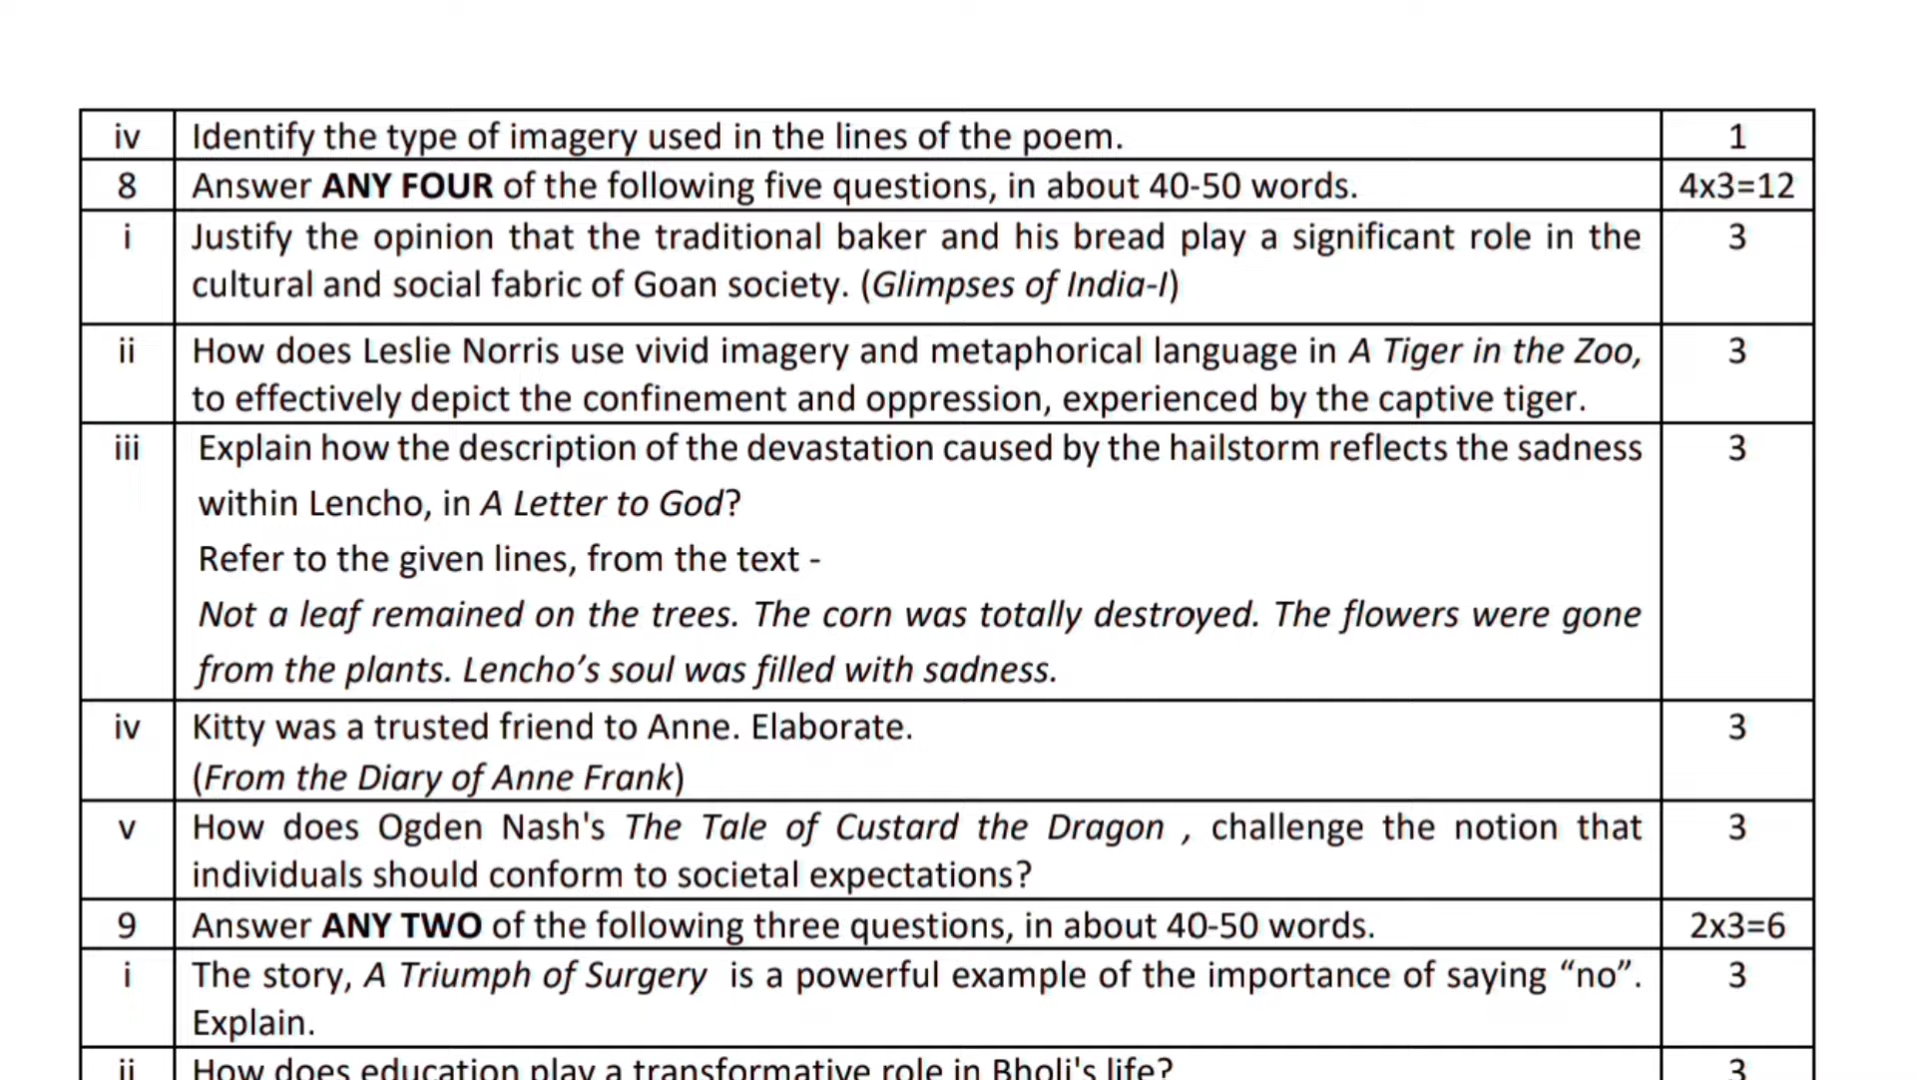 iv Identify the type of imagery used in the lines of the poem. 1
8 Answer ANY FOUR of the following five questions, in about 40-50 words. 4x3=12
i Justify the opinion that the traditional baker and his bread play a significant role in the 3
cultural and social fabric of Goan society. (Glimpses of India-I)
ii How does Leslie Norris use vivid imagery and metaphorical language in A Tiger in the Zoo, 3
to effectively depict the confinement and oppression, experienced by the captive tiger.
iii Explain how the description of the devastation caused by the hailstorm reflects the sadness 3
within Lencho, in A Letter to God?
Refer to the given lines, from the text -
Not a leaf remained on the trees. The corn was totally destroyed. The flowers were gone
from the plants. Lencho’s soul was filled with sadness.
iv Kitty was a trusted friend to Anne. Elaborate. 3
(From the Diary of Anne Frank)
v How does Ogden Nash's The Tale of Custard the Dragon , challenge the notion that 3
individuals should conform to societal expectations?
9 Answer ANY TWO of the following three questions, in about 40-50 words. 2x3=6
i The story, A Triumph of Surgery is a powerful example of the importance of saying “no”. 3
Explain.
ii How does education play a transformative role in Bholi's life? 3